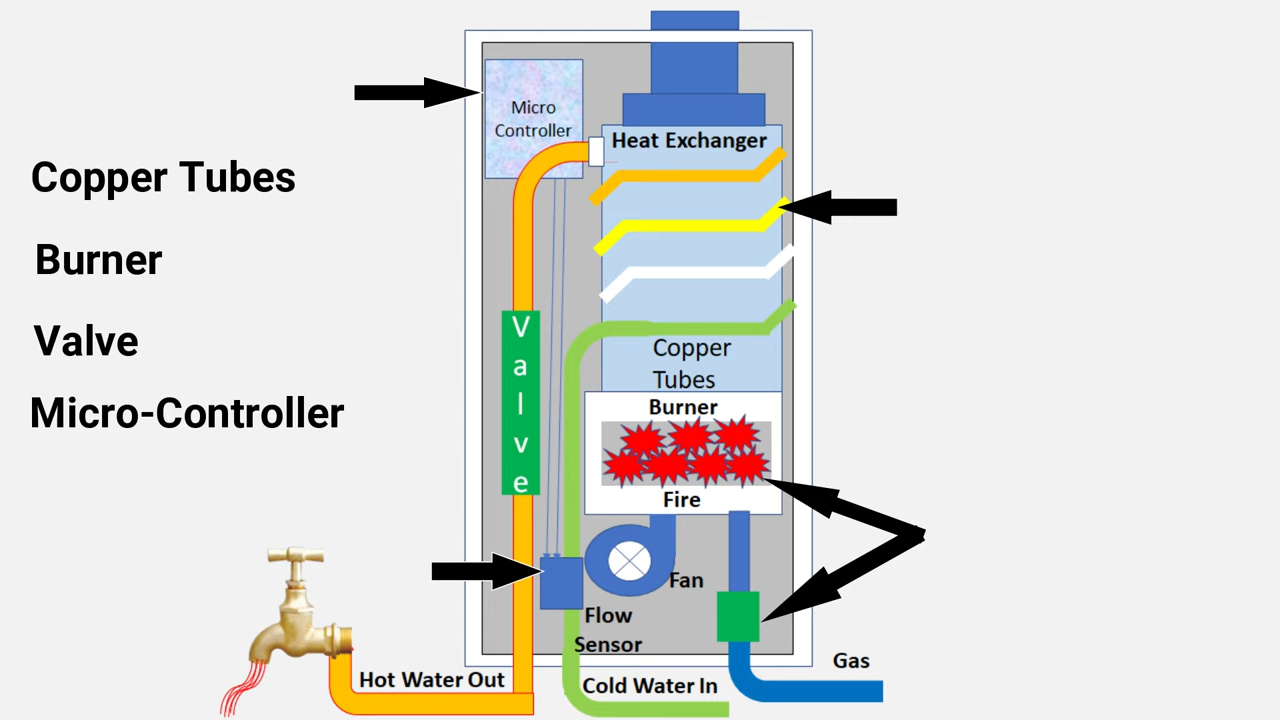 Micro
Controller
Heat Exchanger
Copper Tubes
Burner
Valve
Micro-Controller
Valve
Copper
Tubes
Burner
Fire
Fan
Flow
Sensor
Gas
Hot Water Out
Cold Water In